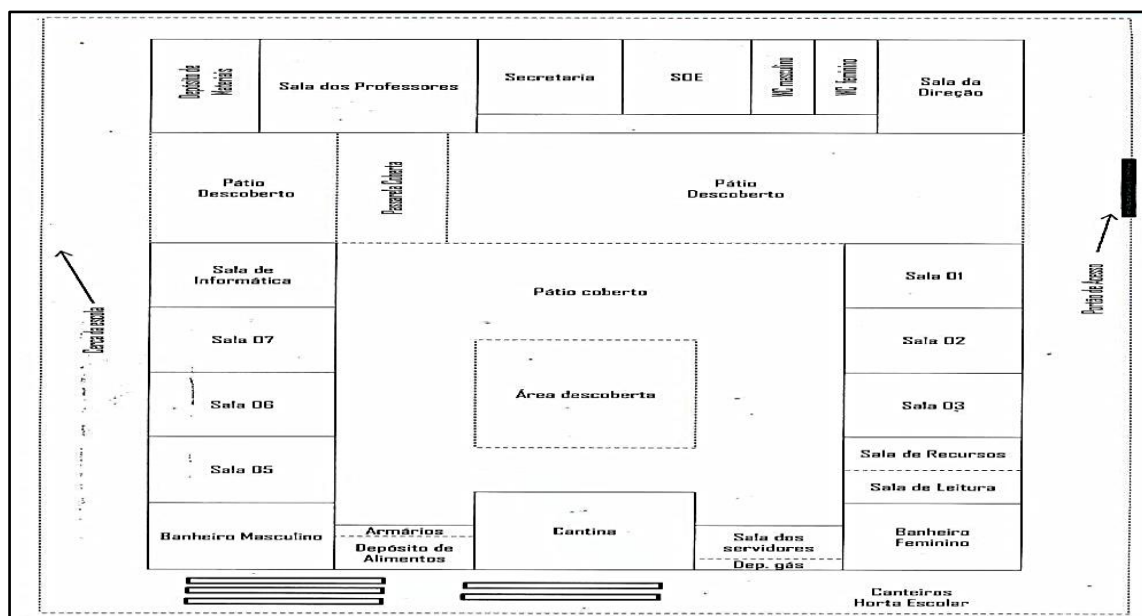 Depósito de
Materiais
Sala dos Professores
Secretaria
SOE
WC masculino
WC feminino
Sala da
Direção
Pátio
Descoberto
Passarela Coberta
Pátio
Descoberto
Sala de
Informática
Pátio coberto
Sala 01
Cerca da escola
Portão de Acesso
Sala 07
Sala 02
Área descoberta
Sala 06
Sala 03
Sala 05
Sala de Recursos
Sala de Leitura
Banheiro Masculino
Armários
Depósito de
Alimentos
Cantina
Sala dos
servidores
Dep. gás
Banheiro
Feminino
Canteiros
Horta Escolar